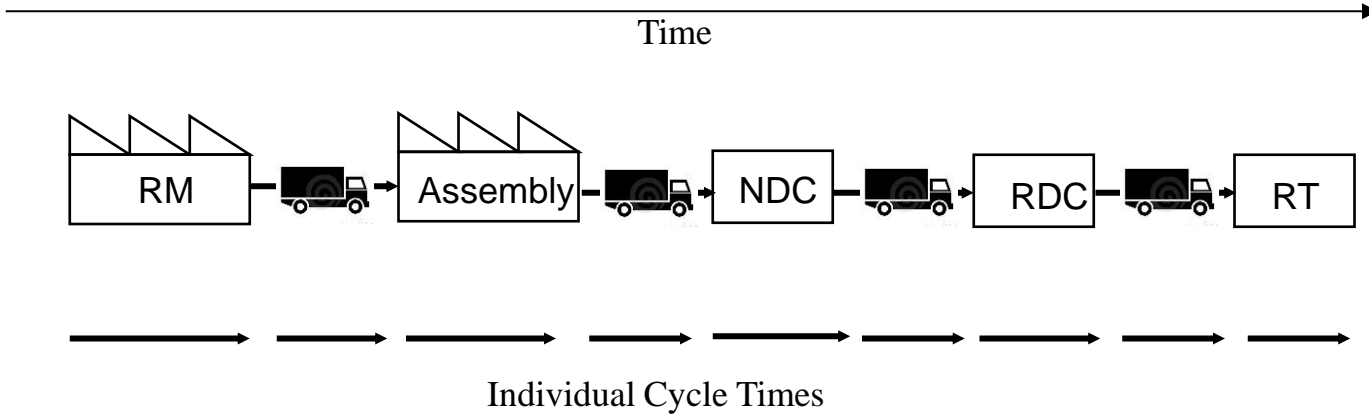 Time
RM
Assembly
NDC
RDC
RT
Individual Cycle Times